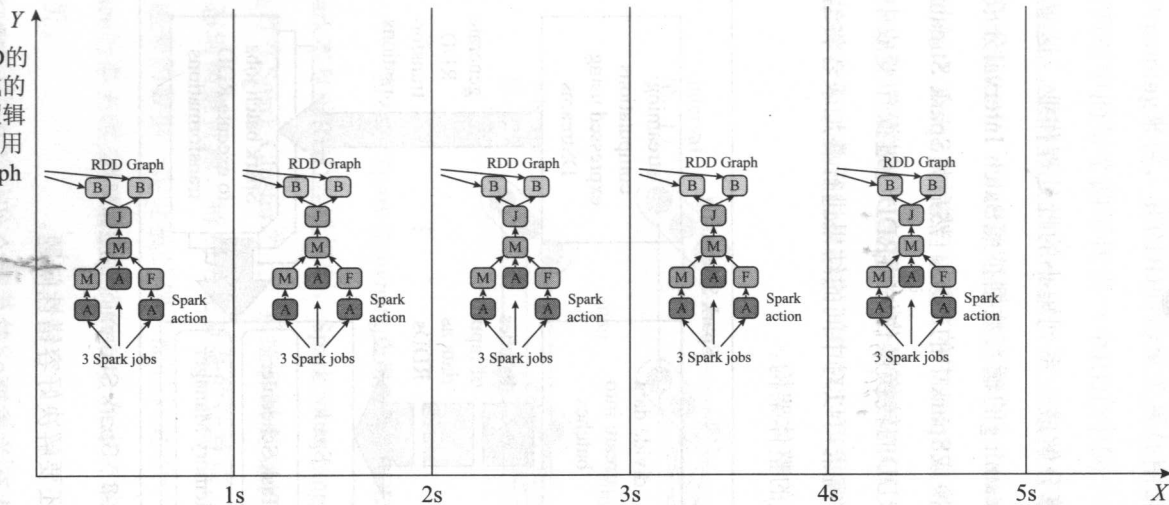 Y
的
的
辑
用
ph
RDD Graph RDD Graph RDD Graph RDD Graph RDD Graph
B B B B B B B B B B
J J J J J
M M M M M
M A F M A F M A F M A F M A F
Spark Spark Spark Spark Spark
A A A A A A A A A A
action action action action action
3 Spark jobs 3 Spark jobs 3 Spark jobs 3 Spark jobs 3 Spark jobs
1s 2s 3s 4s 5s X